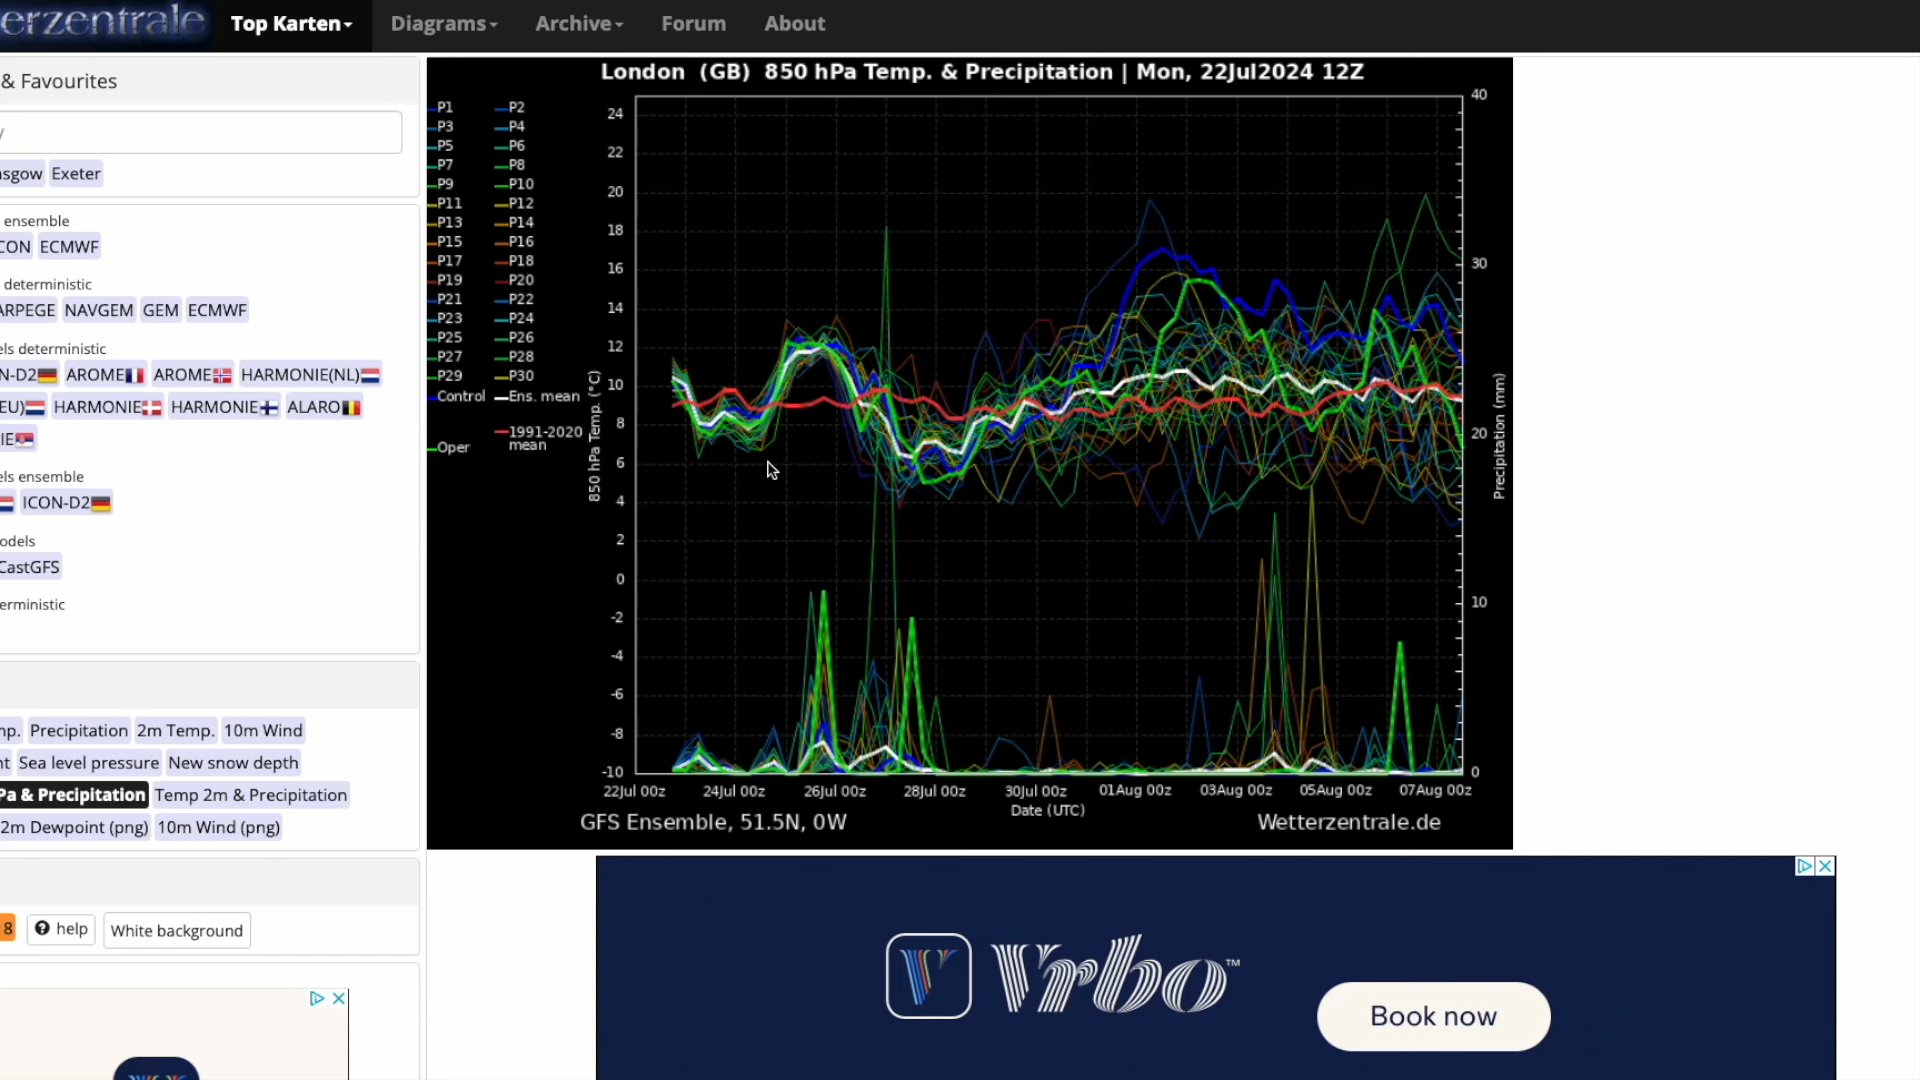 erzentrale Top Karten Diagrams Archive Forum About
& Favourites
sgow Exeter
ensemble
CON ECMWF
deterministic
ARPEGE NAVGEM GEM ECMWF
els deterministic
N-D2 AROME AROME HARMONIE(NL)
EU) HARMONIE HARMONIE ALARO
IE
els ensemble
ICON-D2
odels
CastGFS
erministic
mp. Precipitation 2m Temp. 10m Wind
nt Sea level pressure New snow depth
Pa & Precipitation Temp 2m & Precipitation
2m Dewpoint (png) 10m Wind (png)
8 help White background
London (GB) 850 hPa Temp. & Precipitation | Mon, 22Jul2024 12Z
P1 P2
P3 P4
P5 P6
P7 P8
P9 P10
P11 P12
P13 P14
P15 P16
P17 P18
P19 P20
P21 P22
P23 P24
P25 P26
P27 P28
P29 P30
Control Ens. mean
Oper 1991-2020
mean
850 hPa Temp. (°C)
24
22
20
18
16
14
12
10
8
6
4
2
0
-2
-4
-6
-8
-10
40
30
20
10
0
Precipitation (mm)
22Jul 00z 24Jul 00z 26Jul 00z 28Jul 00z 30Jul 00z 01Aug 00z 03Aug 00z 05Aug 00z 07Aug 00z
Date (UTC)
GFS Ensemble, 51.5N, 0W Wetterzentrale.de
Vrbo™
Book now